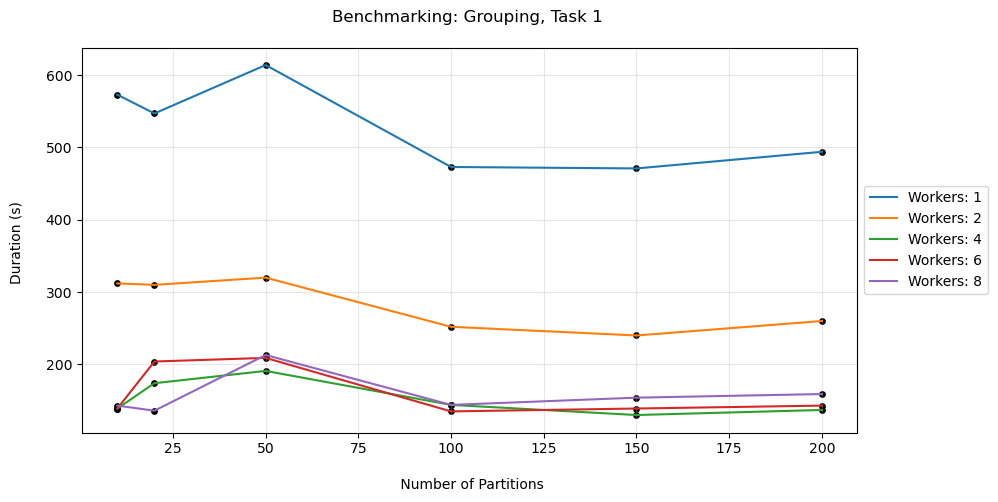 Benchmarking: Grouping, Task 1
600
500
400
300
200
Duration (s)
25
50
75
100
125
150
175
200
Number of Partitions
Workers: 1
Workers: 2
Workers: 4
Workers: 6
Workers: 8